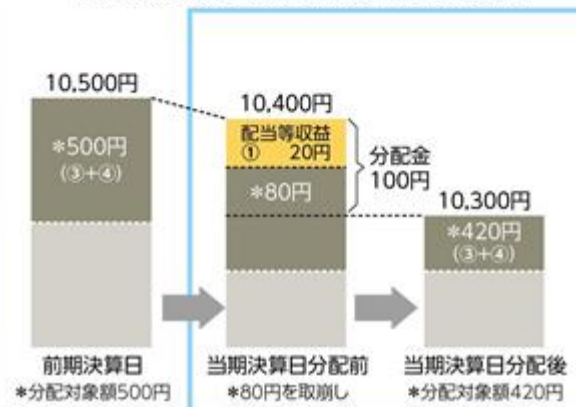 10,500円
*500円
(③+④)
10,400円
配当等収益
① 20円
*80円
分配金
100円
10,300円
*420円
(③+④)
前期決算日
*分配対象額500円
当期決算日分配前
*80円を取崩し
当期決算日分配後
*分配対象額420円